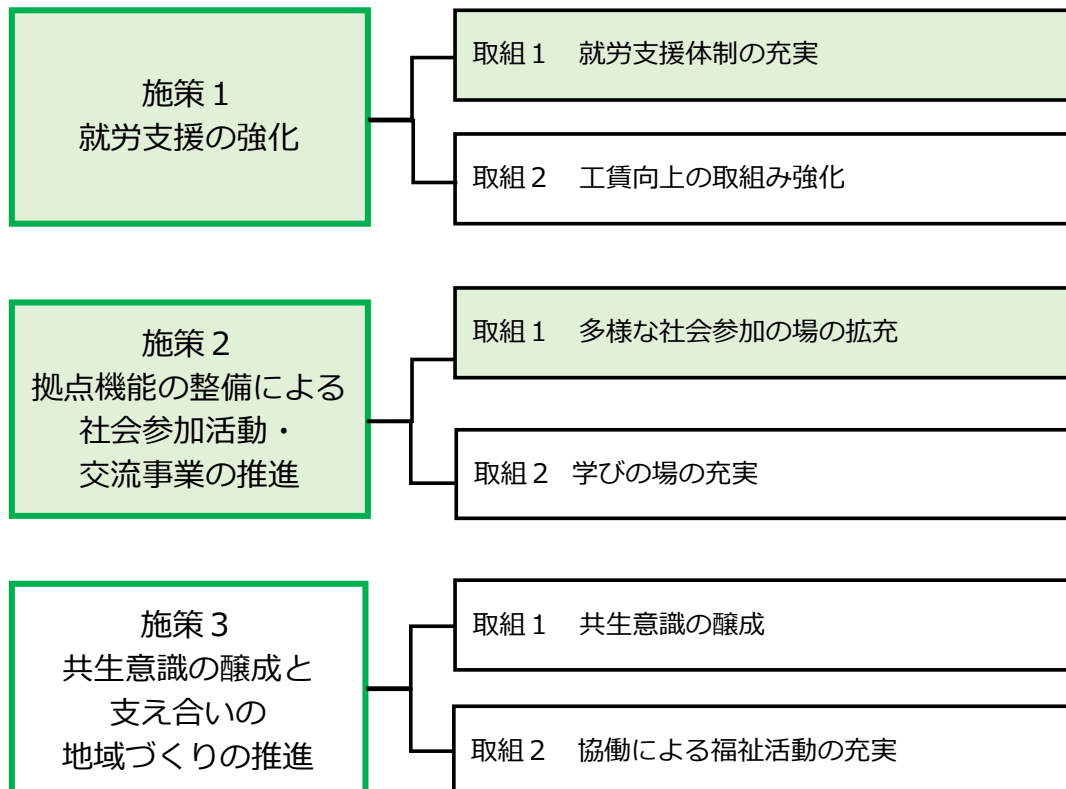 施策１
就労支援の強化
取組１　就労支援体制の充実
取組２　工賃向上の取組み強化
施策２
拠点機能の整備による
社会参加活動・
交流事業の推進
取組１　多様な社会参加の場の拡充
取組２　学びの場の充実
施策３
共生意識の醸成と
支え合いの
地域づくりの推進
取組１　共生意識の醸成
取組２　協働による福祉活動の充実